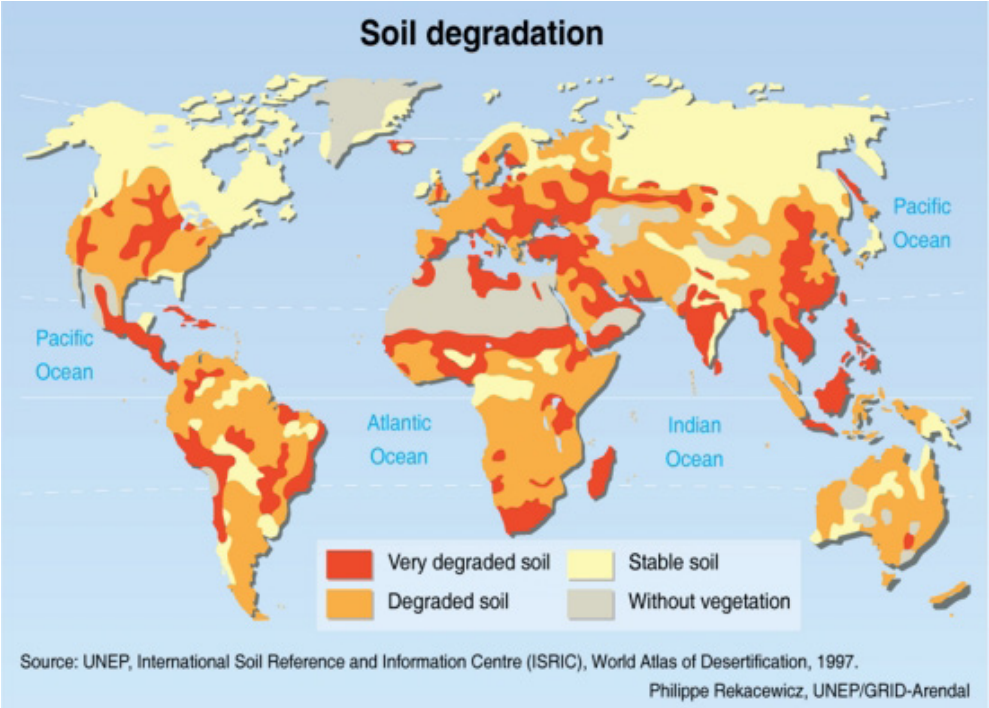 Soil degradation
Pacific
Ocean
Pacific
Ocean
Atlantic
Ocean
Indian
Ocean
Very degraded soil
Stable soil
Degraded soil
Without vegetation
Source: UNEP, International Soil Reference and Information Centre (ISRIC), World Atlas of Desertification, 1997.
Philippe Rekacewicz, UNEP/GRID-Arendal